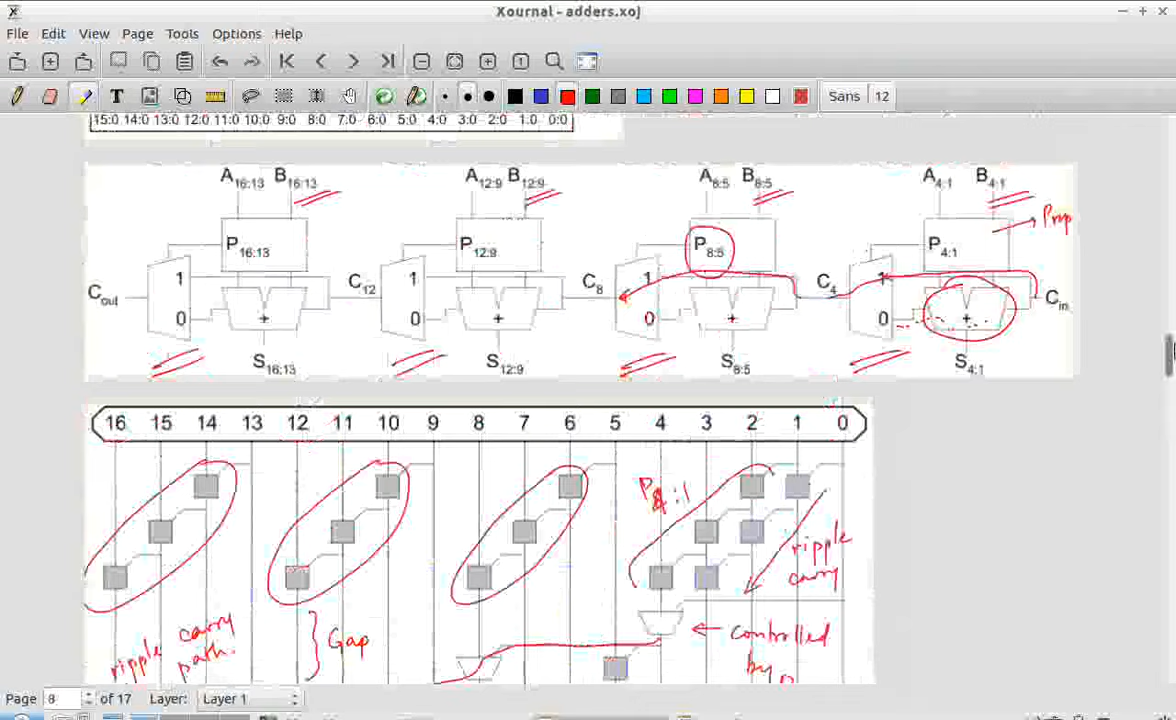 Xournal - adders.xoj
File Edit View Page Tools Options Help
Sans 12
15:0 14:0 13:0 12:0 11:0 10:0 9:0 8:0 7:0 6:0 5:0 4:0 3:0 2:0 1:0 0:0
A16:13 B16:13 A12:9 B12:9 A8:5 B8:5 A4:1 B4:1
Prop
P16:13 P12:9 P8:5 P4:1
1 1 1 1
Cout C12 C8 C4 Cin
0 + 0 + 0 + 0 +
S16:13 S12:9 S8:5 S4:1
16 15 14 13 12 11 10 9 8 7 6 5 4 3 2 1 0
P4:1
ripple
carry
ripple carry
path.
Gap
controlled
by
Page 8 of 17 Layer: Layer 1